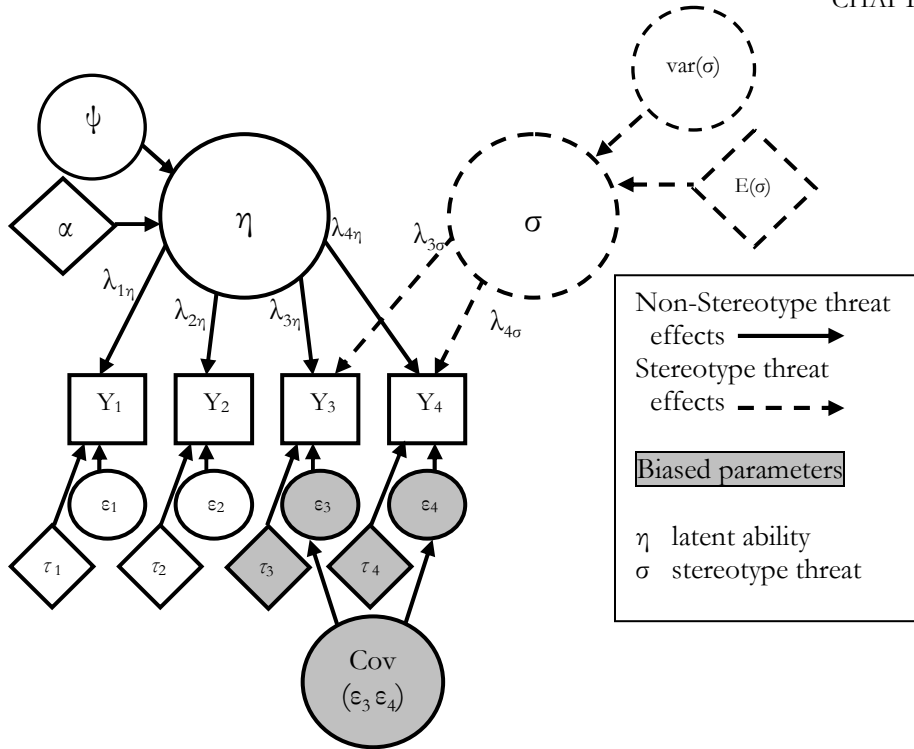 var(σ)
ψ
E(σ)
α
η
σ
λ4η
λ3σ
λ1η
λ2η
λ3η
λ4σ
Non-Stereotype threat
effects
Stereotype threat
effects
Biased parameters
η latent ability
σ stereotype threat
Y1 Y2 Y3 Y4
ε1 ε2 ε3 ε4
τ1 τ2 τ3 τ4
Cov
(ε3 ε4)